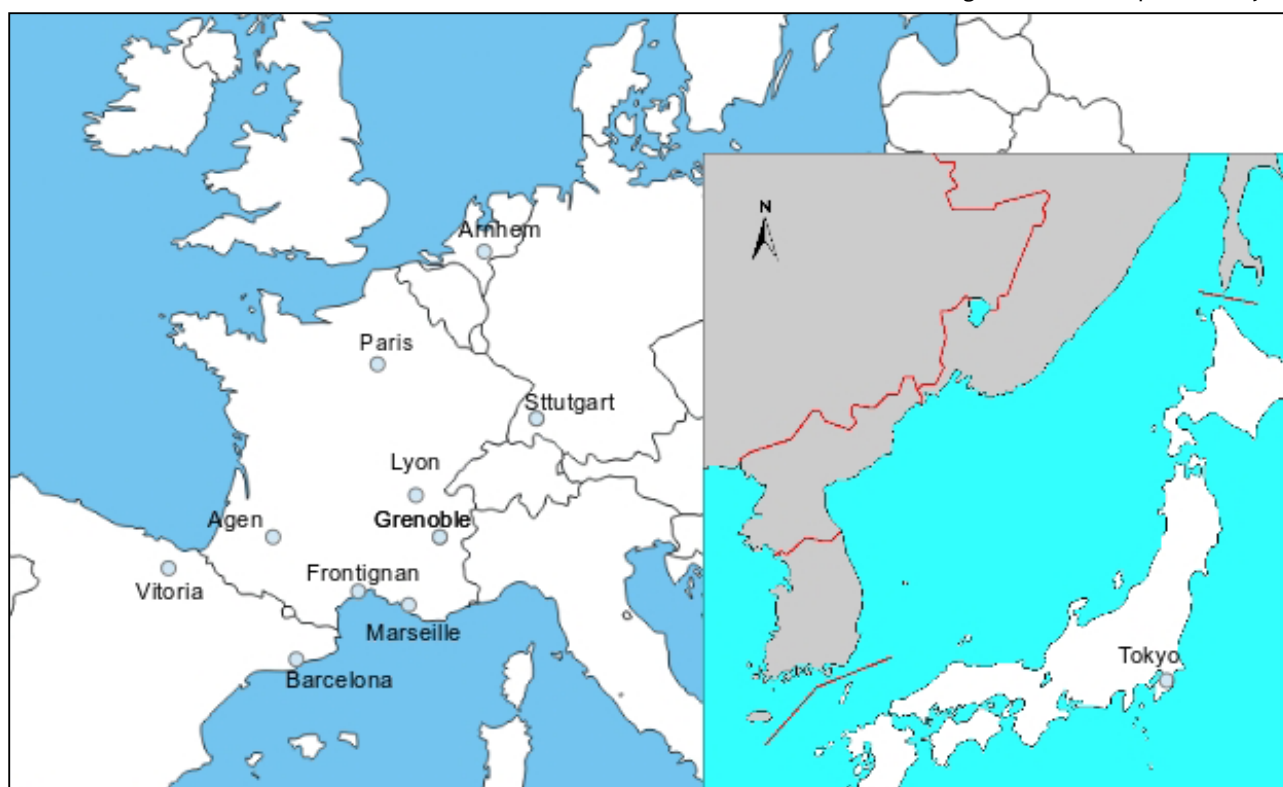 Arnhem
N
Paris
Sttutgart
Lyon
Agen
Grenoble
Frontignan
Vitoria
Marseille
Tokyo
Barcelona